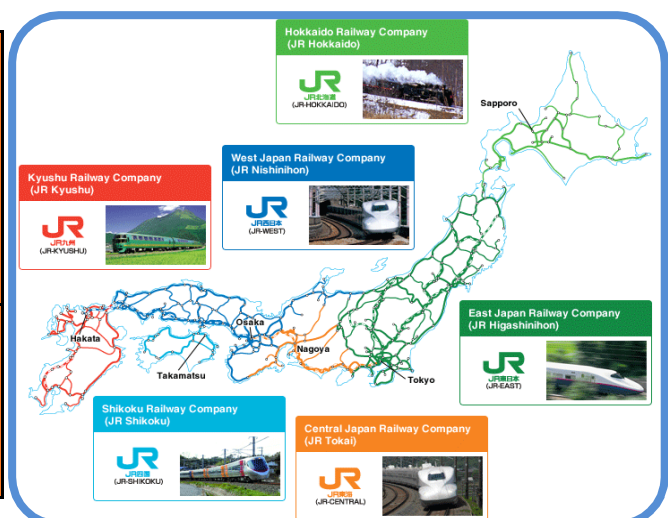 Hokkaido Railway Company
(JR Hokkaido)
JR
JR北海道
(JR-HOKKAIDO)
Sapporo
West Japan Railway Company
(JR Nishinihon)
JR
JR西日本
(JR-WEST)
Kyushu Railway Company
(JR Kyushu)
JR
JR九州
(JR-KYUSHU)
East Japan Railway Company
(JR Higashinihon)
JR
JR東日本
(JR-EAST)
Osaka
Hakata
Nagoya
Takamatsu
Tokyo
Shikoku Railway Company
(JR Shikoku)
JR
JR四国
(JR-SHIKOKU)
Central Japan Railway Company
(JR Tokai)
JR
JR東海
(JR-CENTRAL)